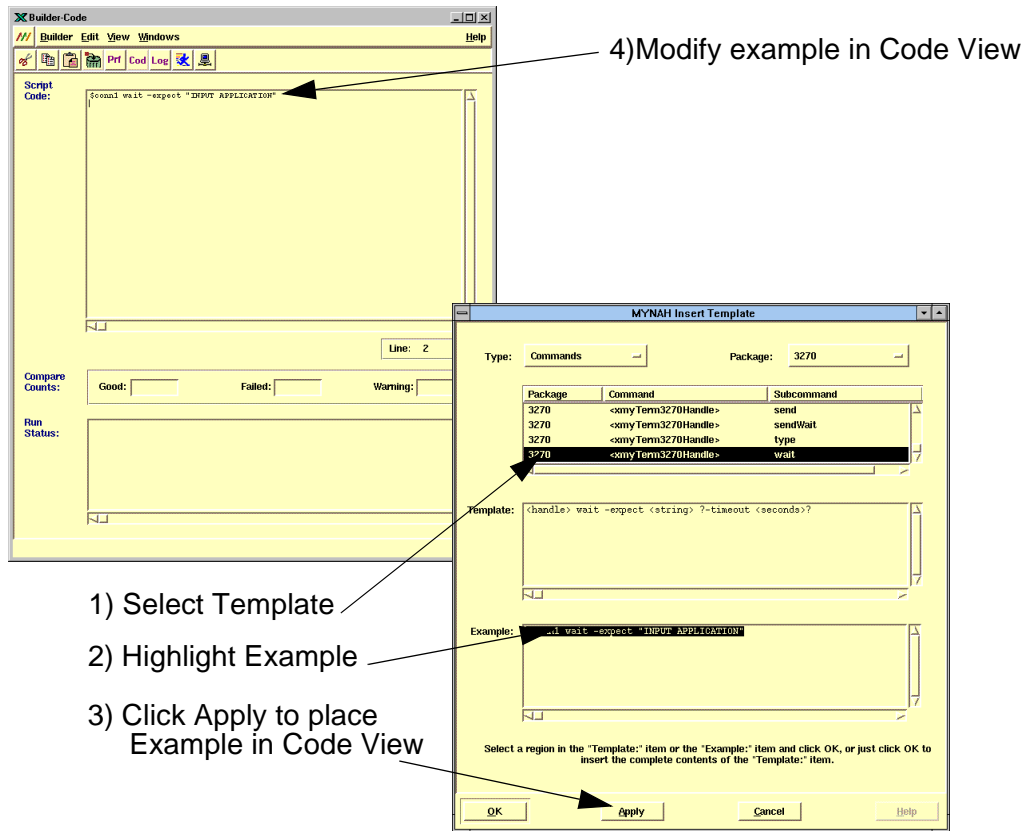 Builder-Code
Builder Edit View Windows Help
Prf Cod Log
4)Modify example in Code View
Script
Code:
$conn1 wait -expect "INPUT APPLICATION"
Line: 2
Compare
Counts:
Good: Failed: Warning:
Run
Status:
MYNAH Insert Template
Type: Commands Package: 3270
Package Command Subcommand
3270 <xmyTerm3270Handle> send
3270 <xmyTerm3270Handle> sendWait
3270 <xmyTerm3270Handle> type
3270 <xmyTerm3270Handle> wait
Template: <handle> wait -expect <string> ?-timeout <seconds>?
1) Select Template
2) Highlight Example
3) Click Apply to place
Example in Code View
Example: wait -expect "INPUT APPLICATION"
Select a region in the "Template:" item or the "Example:" item and click OK, or just click OK to
insert the complete contents of the "Template:" item.
OK Apply Cancel Help